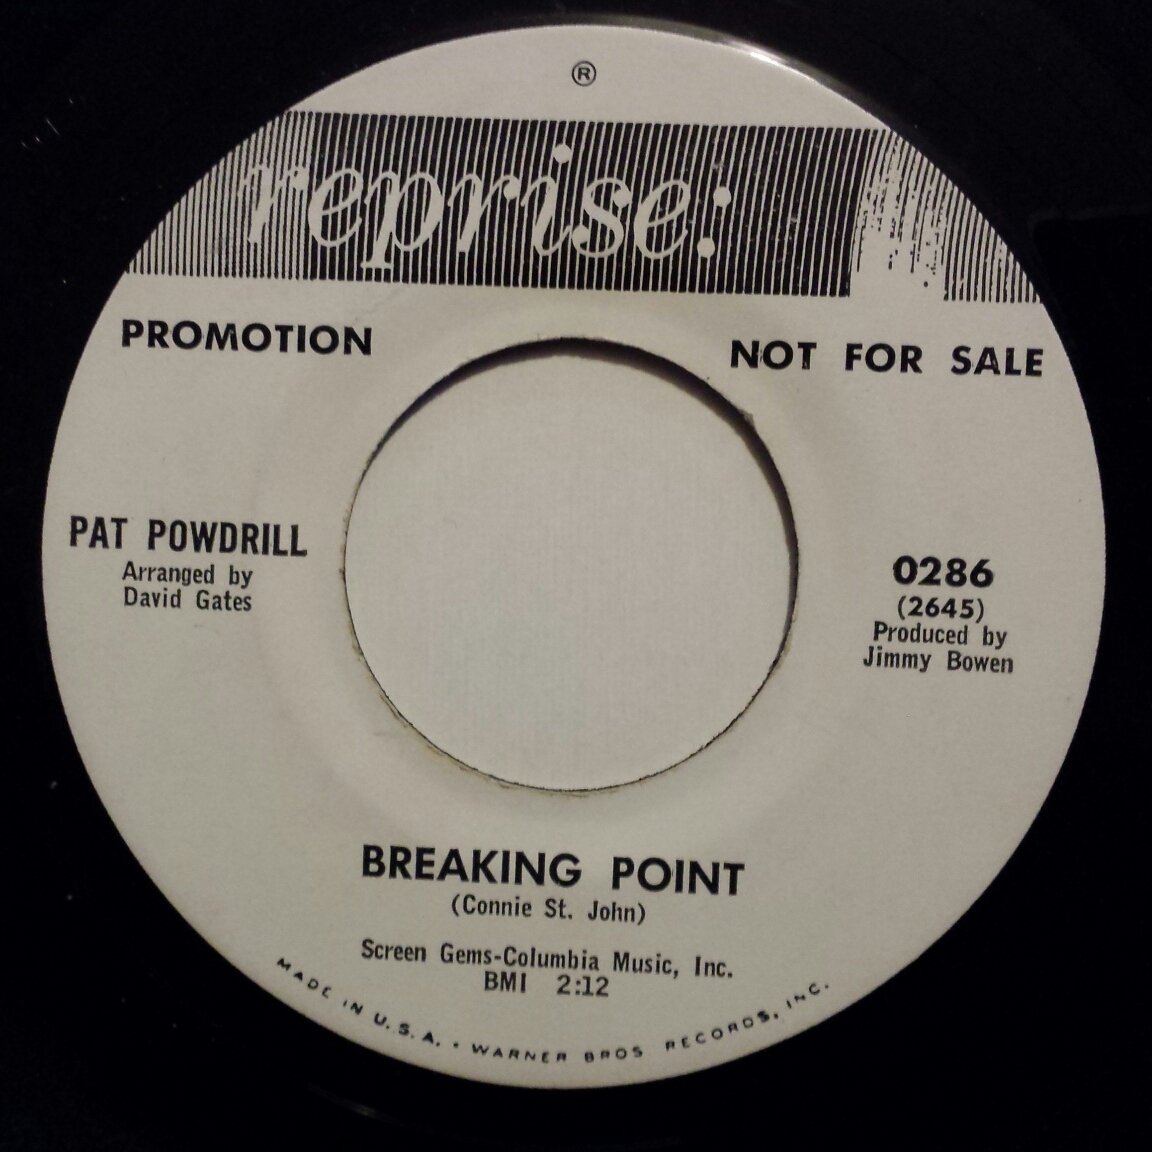 ®
reprise:
PROMOTION
NOT FOR SALE
PAT POWDRILL
Arranged by
David Gates
0286
(2645)
Produced by
Jimmy Bowen
BREAKING POINT
(Connie St. John)
Screen Gems-Columbia Music, Inc.
BMI 2:12
MADE IN U.S.A. • WARNER BROS RECORDS, INC.